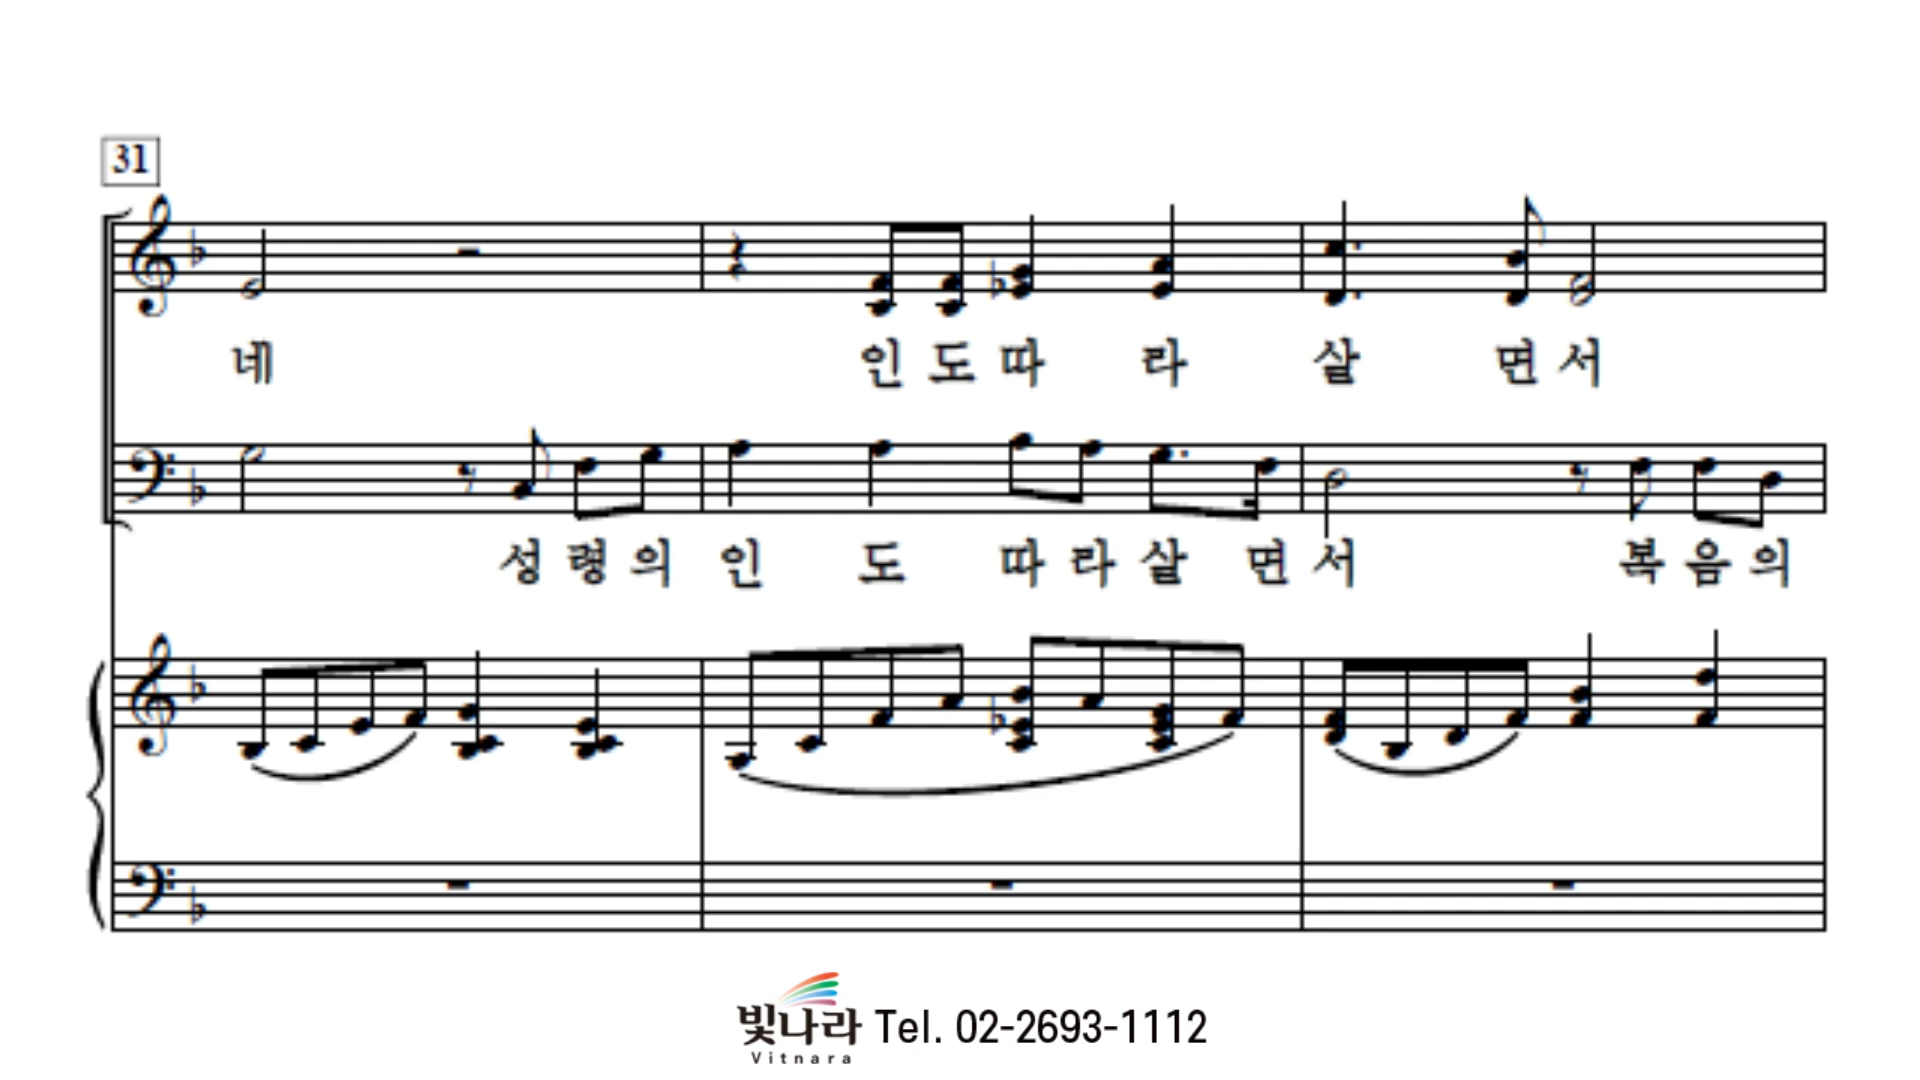 31
네 인 도 따 라 살 면 서
성 령 의 인 도 따 라 살 면 서 복 음 의
빛나라 Tel. 02-2693-1112
Vitnara